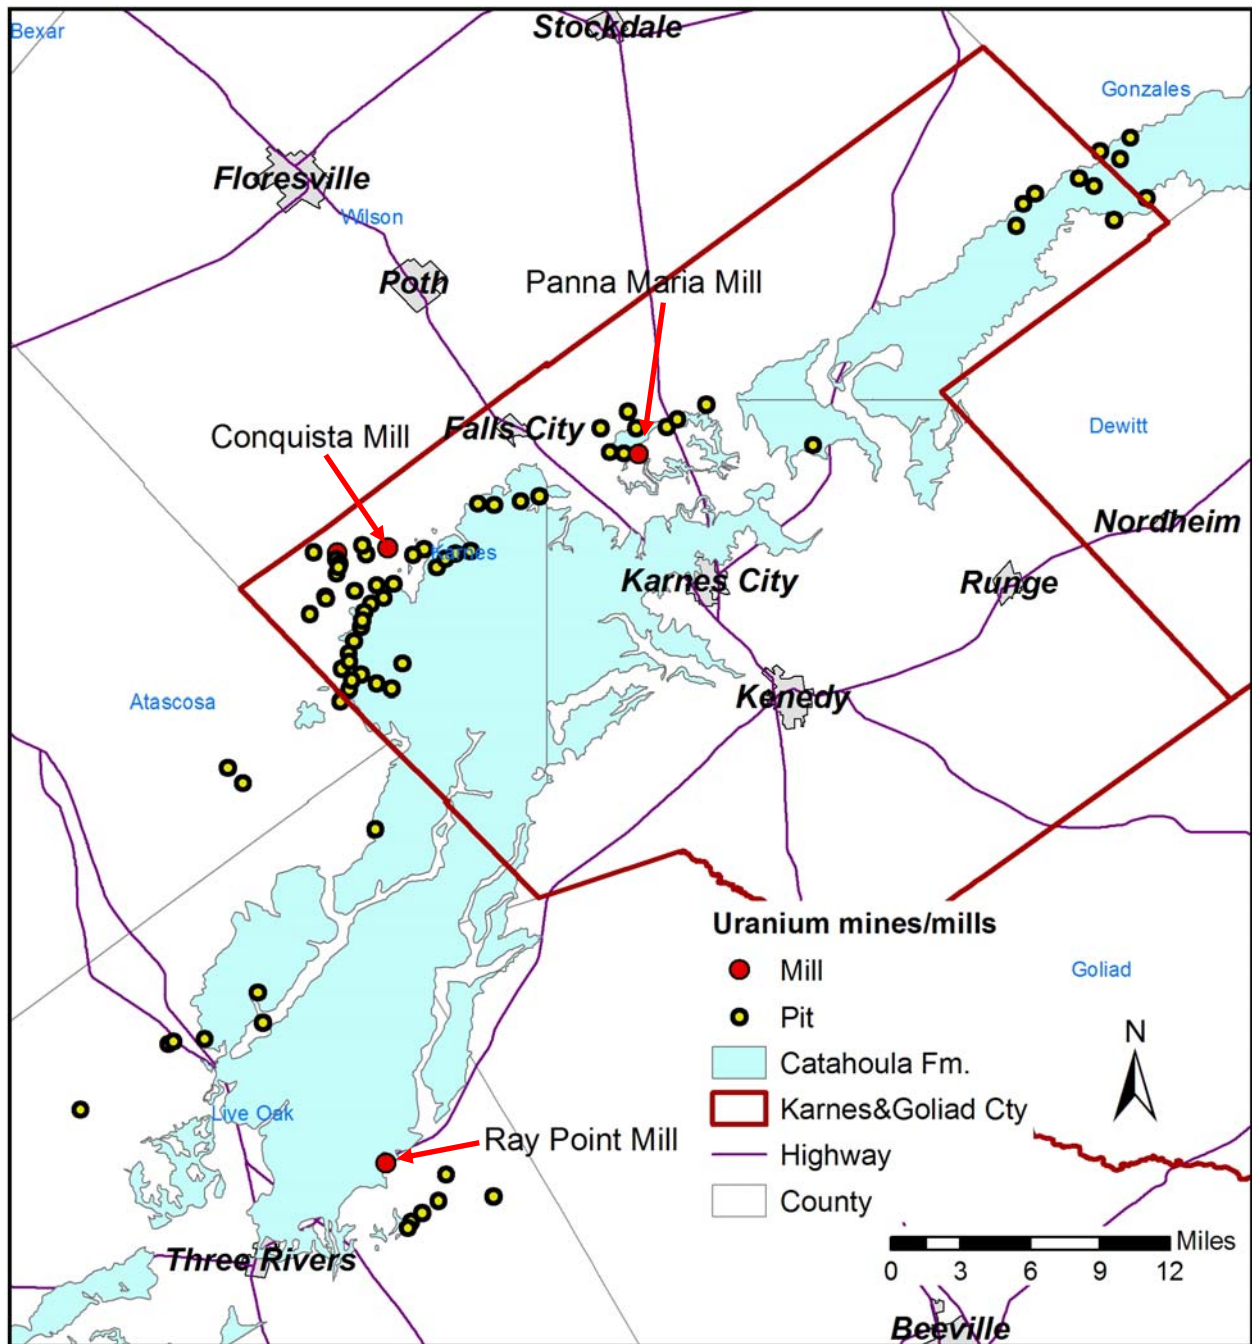 Stockdale
Bexar
Gonzales
Floresville
Wilson
Poth
Panna Maria Mill
Falls City
Conquista Mill
Dewitt
Nordheim
Karnes
Karnes City
Runge
Kenedy
Atascosa
Uranium mines/mills
Mill
Goliad
Pit
N
Catahoula Fm.
Live Oak
Karnes&Goliad Cty
Ray Point Mill
Highway
County
Three Rivers
Miles
0 3 6 9 12
Beeville